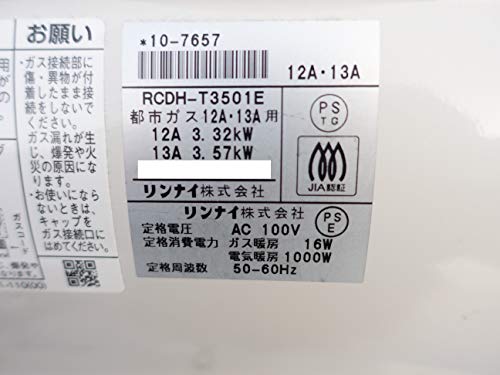 お願い
・ガス接続部に
傷・異物が付
着したまま接
続をしないで
ください。
ガス漏れが生
じ、爆発や火
災の原因にな
ります。
・お使いになら
ないときは、
キャップを
ガス接続口に
はめてください。
*10-7657
12A・13A
RCDH-T3501E
都市ガス12A・13A用
12A 3.32kW
13A 3.57kW
リンナイ株式会社
PS
TG
JIA認証
リンナイ株式会社
PS
E
定格電圧 AC 100V
定格消費電力 ガス暖房 16W
電気暖房 1000W
定格周波数 50-60Hz